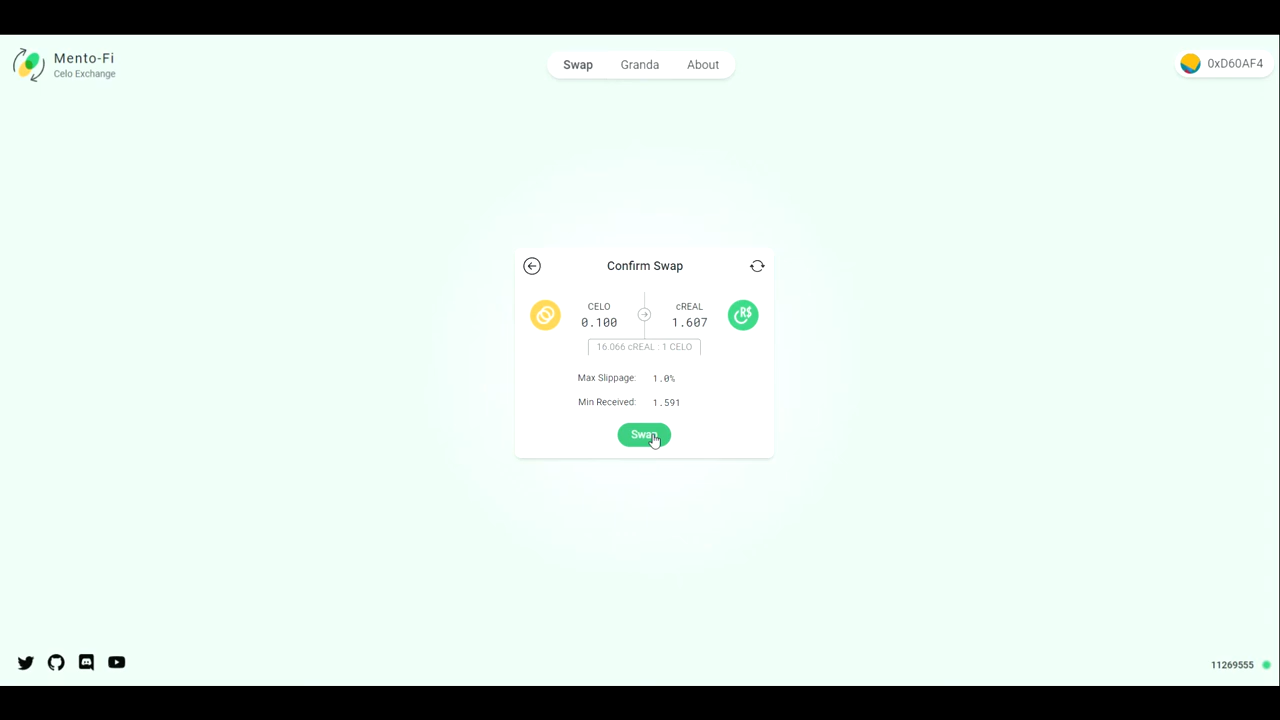 Mento-Fi
Celo Exchange
Swap Granda About
0xD60AF4
Confirm Swap
CELO
0.100
cREAL
1.607
R$
16.066 cREAL : 1 CELO
Max Slippage: 1.0%
Min Received: 1.591
Swap
11269555